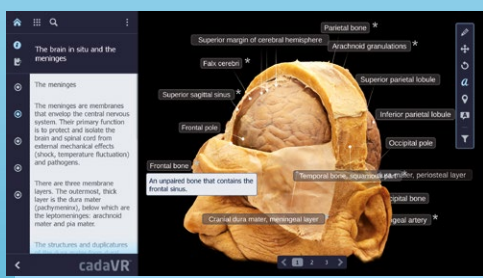 The brain in situ and the
meninges
The meninges
The meninges are membranes
that envelop the central nervous
system. Their primary function
is to protect and isolate the
brain and spinal cord from
external mechanical effects
(shock, temperature fluctuation)
and pathogens.
There are three membrane
layers. The outermost, thick
layer is the dura mater
(pachymeninx), below which are
the leptomeninges: arachnoid
mater and pia mater.
The structures and duplicatures
cadaVR
Parietal bone *
Superior margin of cerebral hemisphere
Arachnoid granulations *
Falx cerebri *
Superior parietal lobule
Superior sagittal sinus *
Inferior parietal lobule
Frontal pole
Occipital pole
Frontal bone
An unpaired bone that contains the
frontal sinus.
Temporal bone, squamous
mater, periosteal layer
cipital bone
Cranial dura mater, meningeal layer
geal artery *
1 2 3